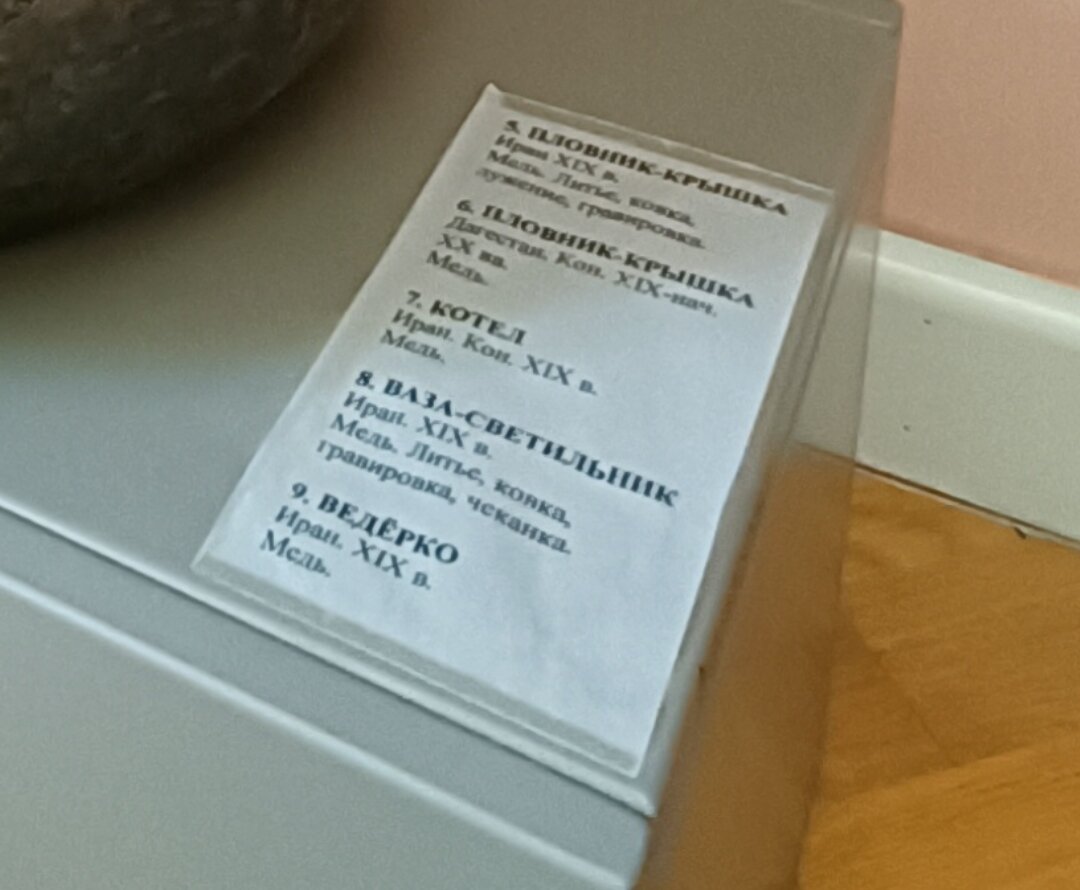 5. ПЛОВНИК-КРЫШКА
Иран XIX в.
Медь. Литье, ковка,
лужение, гравировка.
6. ПЛОВНИК-КРЫШКА
Дагестан. Кон. XIX-нач.
XX вв.
Медь.
7. КОТЕЛ
Иран. Кон. XIX в.
Медь.
8. ВАЗА-СВЕТИЛЬНИК
Иран. XIX в.
Медь. Литье, ковка,
гравировка, чеканка.
9. ВЕДЁРКО
Иран. XIX в.
Медь.